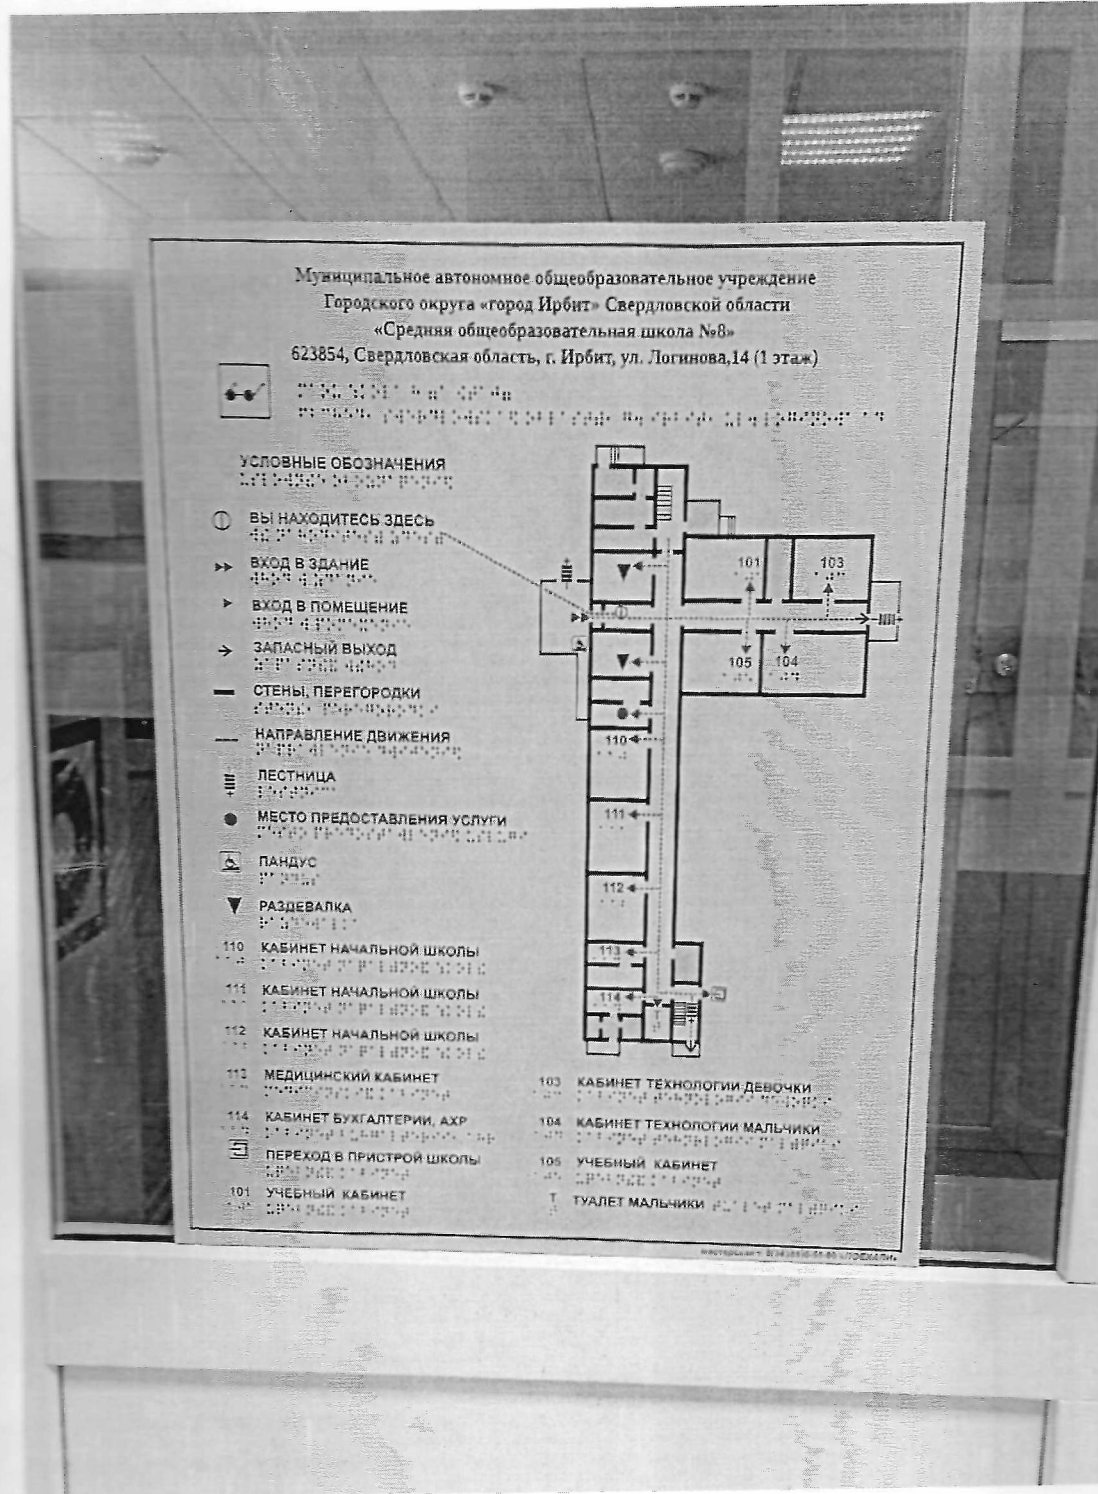 Муниципальное автономное общеобразовательное учреждение
Городского округа «город Ирбит» Свердловской области
«Средняя общеобразовательная школа №8»
623854, Свердловская область, г. Ирбит, ул. Логинова,14 (1 этаж)
УСЛОВНЫЕ ОБОЗНАЧЕНИЯ
ВЫ НАХОДИТЕСЬ ЗДЕСЬ
ВХОД В ЗДАНИЕ
ВХОД В ПОМЕЩЕНИЕ
ЗАПАСНЫЙ ВЫХОД
СТЕНЫ, ПЕРЕГОРОДКИ
НАПРАВЛЕНИЕ ДВИЖЕНИЯ
ЛЕСТНИЦА
МЕСТО ПРЕДОСТАВЛЕНИЯ УСЛУГИ
ПАНДУС
РАЗДЕВАЛКА
110 КАБИНЕТ НАЧАЛЬНОЙ ШКОЛЫ
111 КАБИНЕТ НАЧАЛЬНОЙ ШКОЛЫ
112 КАБИНЕТ НАЧАЛЬНОЙ ШКОЛЫ
113 МЕДИЦИНСКИЙ КАБИНЕТ
114 КАБИНЕТ БУХГАЛТЕРИИ, АХР
ПЕРЕХОД В ПРИСТРОЙ ШКОЛЫ
101 УЧЕБНЫЙ КАБИНЕТ
103 КАБИНЕТ ТЕХНОЛОГИИ ДЕВОЧКИ
104 КАБИНЕТ ТЕХНОЛОГИИ МАЛЬЧИКИ
105 УЧЕБНЫЙ КАБИНЕТ
Т ТУАЛЕТ МАЛЬЧИКИ
101
103
105
104
110
111
112
113
114
Т